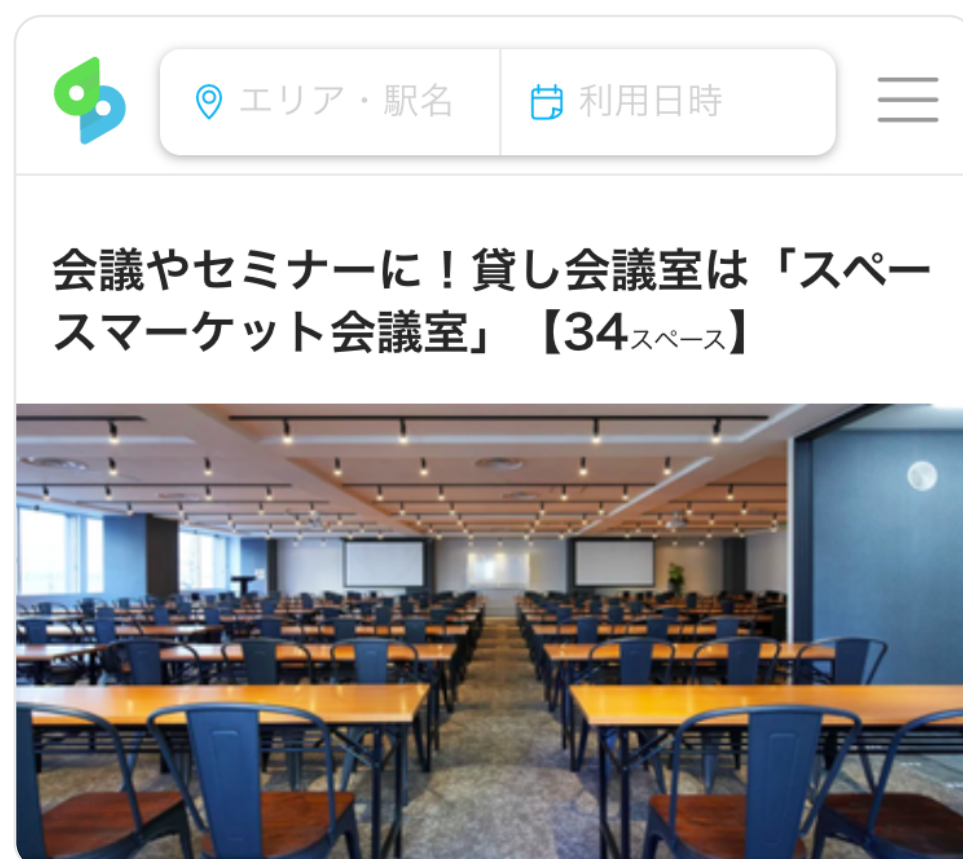 エリア・駅名
利用日時
会議やセミナーに！貸し会議室は「スペー
スマーケット会議室」【34スペース】